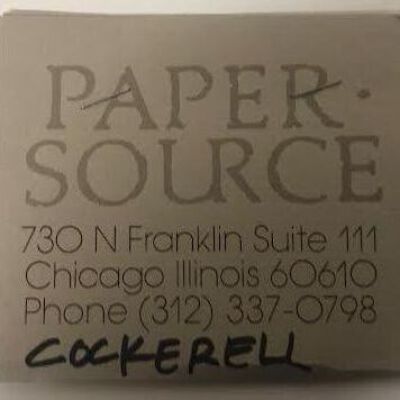 PAPER·
SOURCE
730 N Franklin Suite 111
Chicago Illinois 60610
Phone (312) 337-0798
COCKERELL